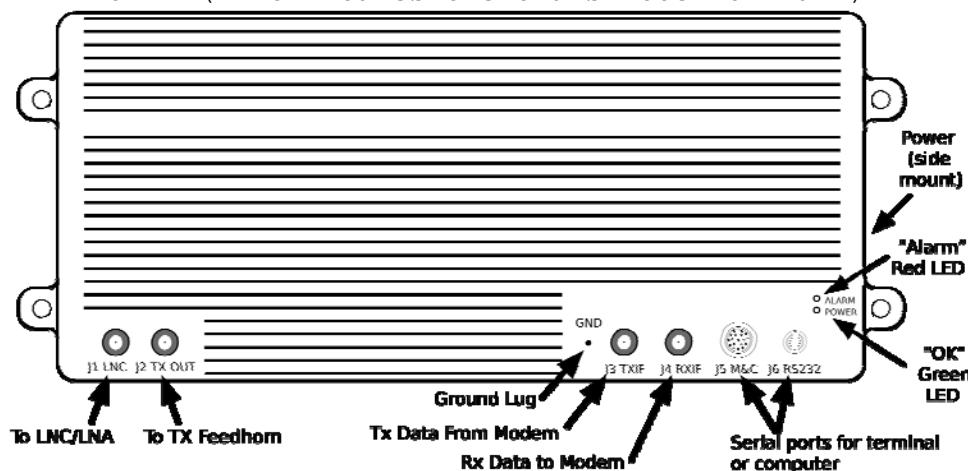 Power
(side
mount)
"Alarm"
Red LED
ALARM
POWER
GND
J1 LNC J2 TX OUT
J3 TXIF J4 RXIF J5 M&C J6 RS232
"OK"
Green
LED
Ground Lug
To LNC/LNA To TX Feedhorn
Tx Data From Modem
Rx Data to Modem
Serial ports for terminal
or computer